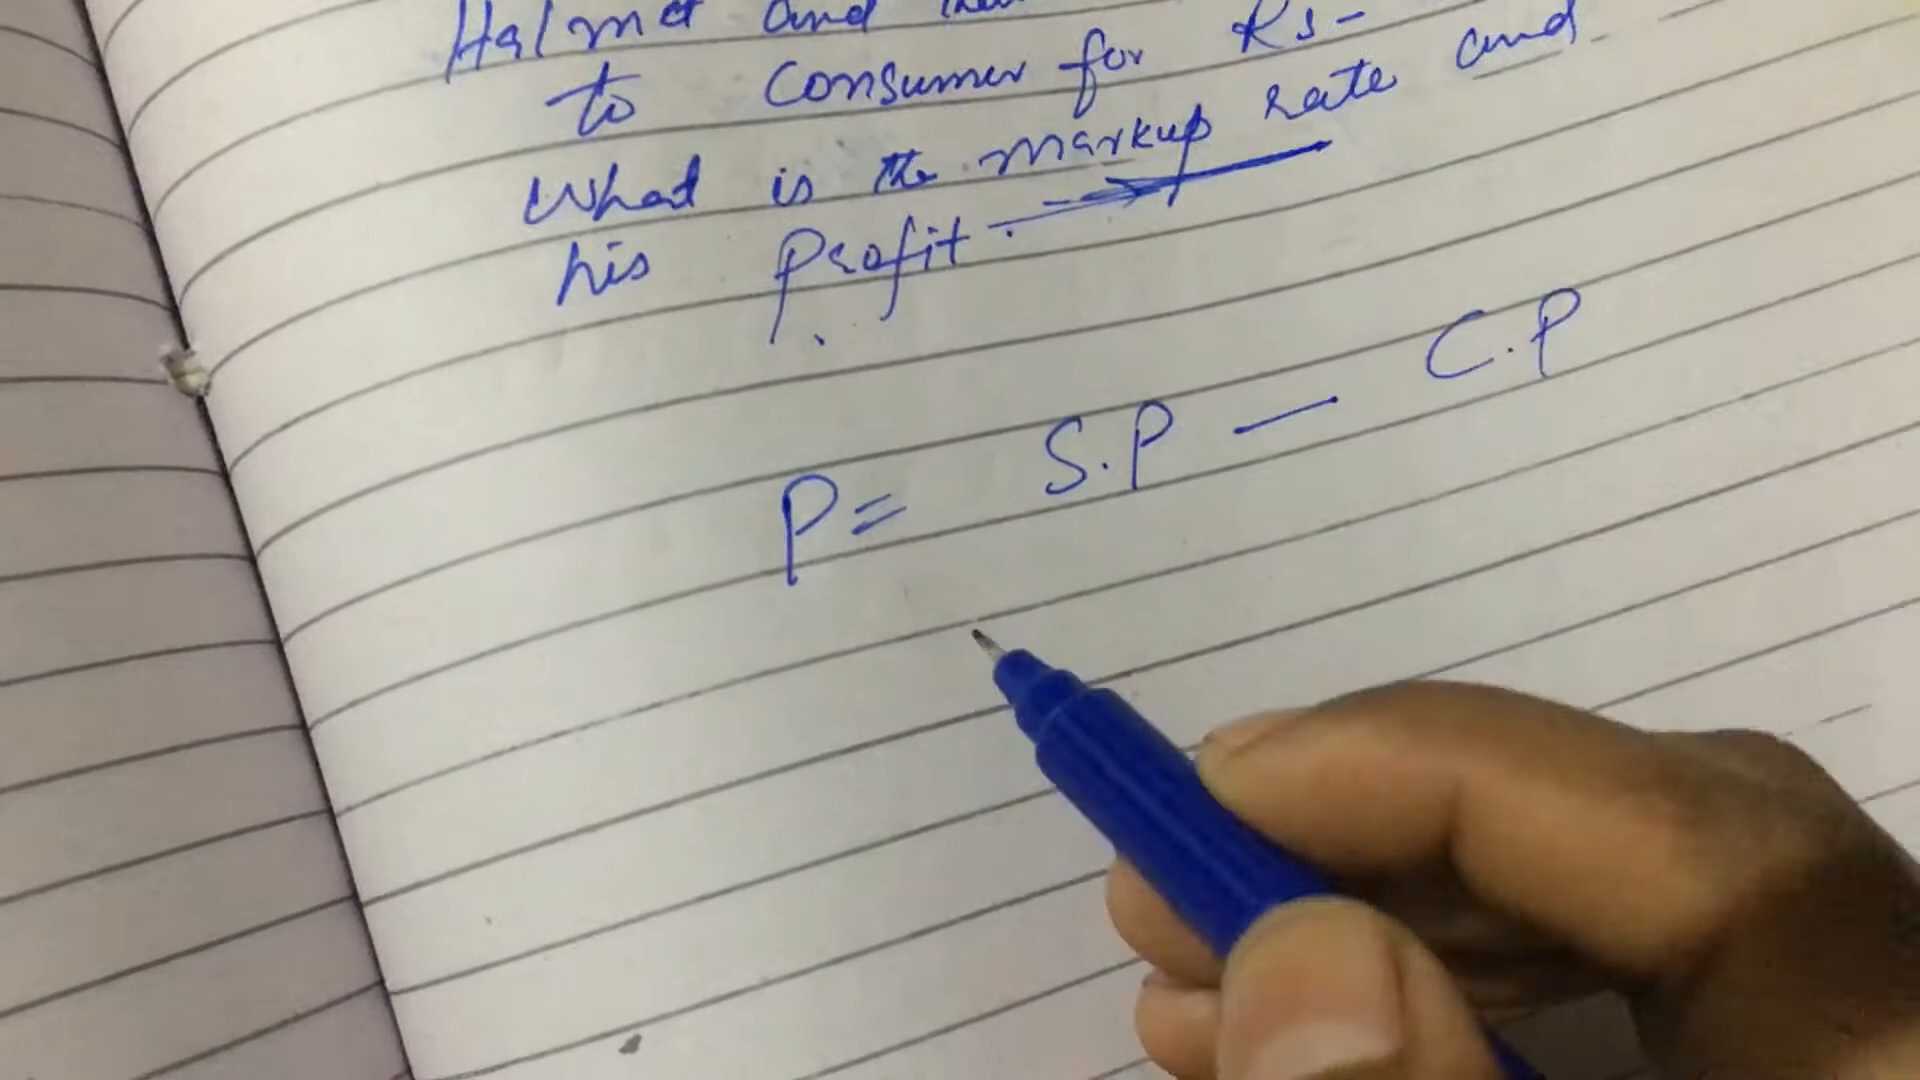 Halmet and
to consumer for Rs-
What is the markup rate and
his Profit
P = S.P - C.P